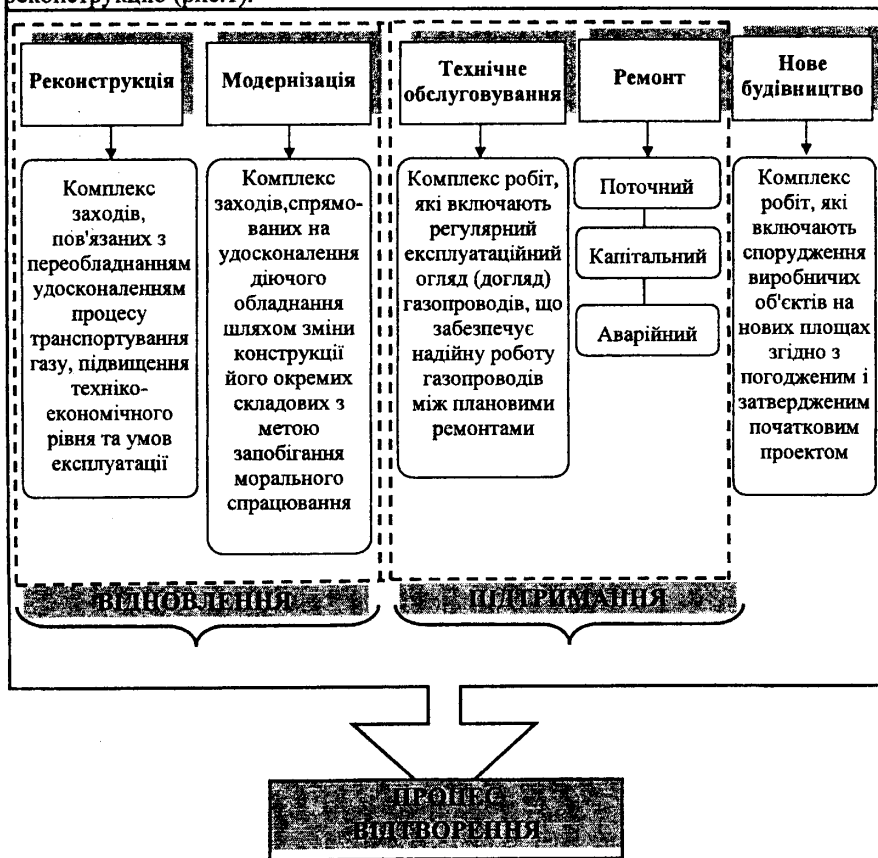 реконструкцію (рис.1).
Реконструкція
Модернізація
Технічне
обслуговування
Ремонт
Нове
будівництво
Комплекс
заходів,
пов'язаних з
переобладнанням
удосконаленням
процесу
транспортування
газу, підвищення
техніко-
економічного
рівня та умов
експлуатації
Комплекс
заходів,спрямо-
ваних на
удосконалення
діючого
обладнання
шляхом зміни
конструкції
його окремих
складових з
метою
запобігання
морального
спрацювання
Комплекс робіт,
які включають
регулярний
експлуатаційний
огляд (догляд)
газопроводів, що
забезпечує
надійну роботу
газопроводів
між плановими
ремонтами
Поточний
Капітальний
Аварійний
Комплекс
робіт, які
включають
спорудження
виробничих
об'єктів на
нових площах
згідно з
погодженим і
затвердженим
початковим
проектом
ВІДНОВЛЕННЯ
ПІДТРИМАННЯ
ПРОЦЕС
ВІДТВОРЕННЯ